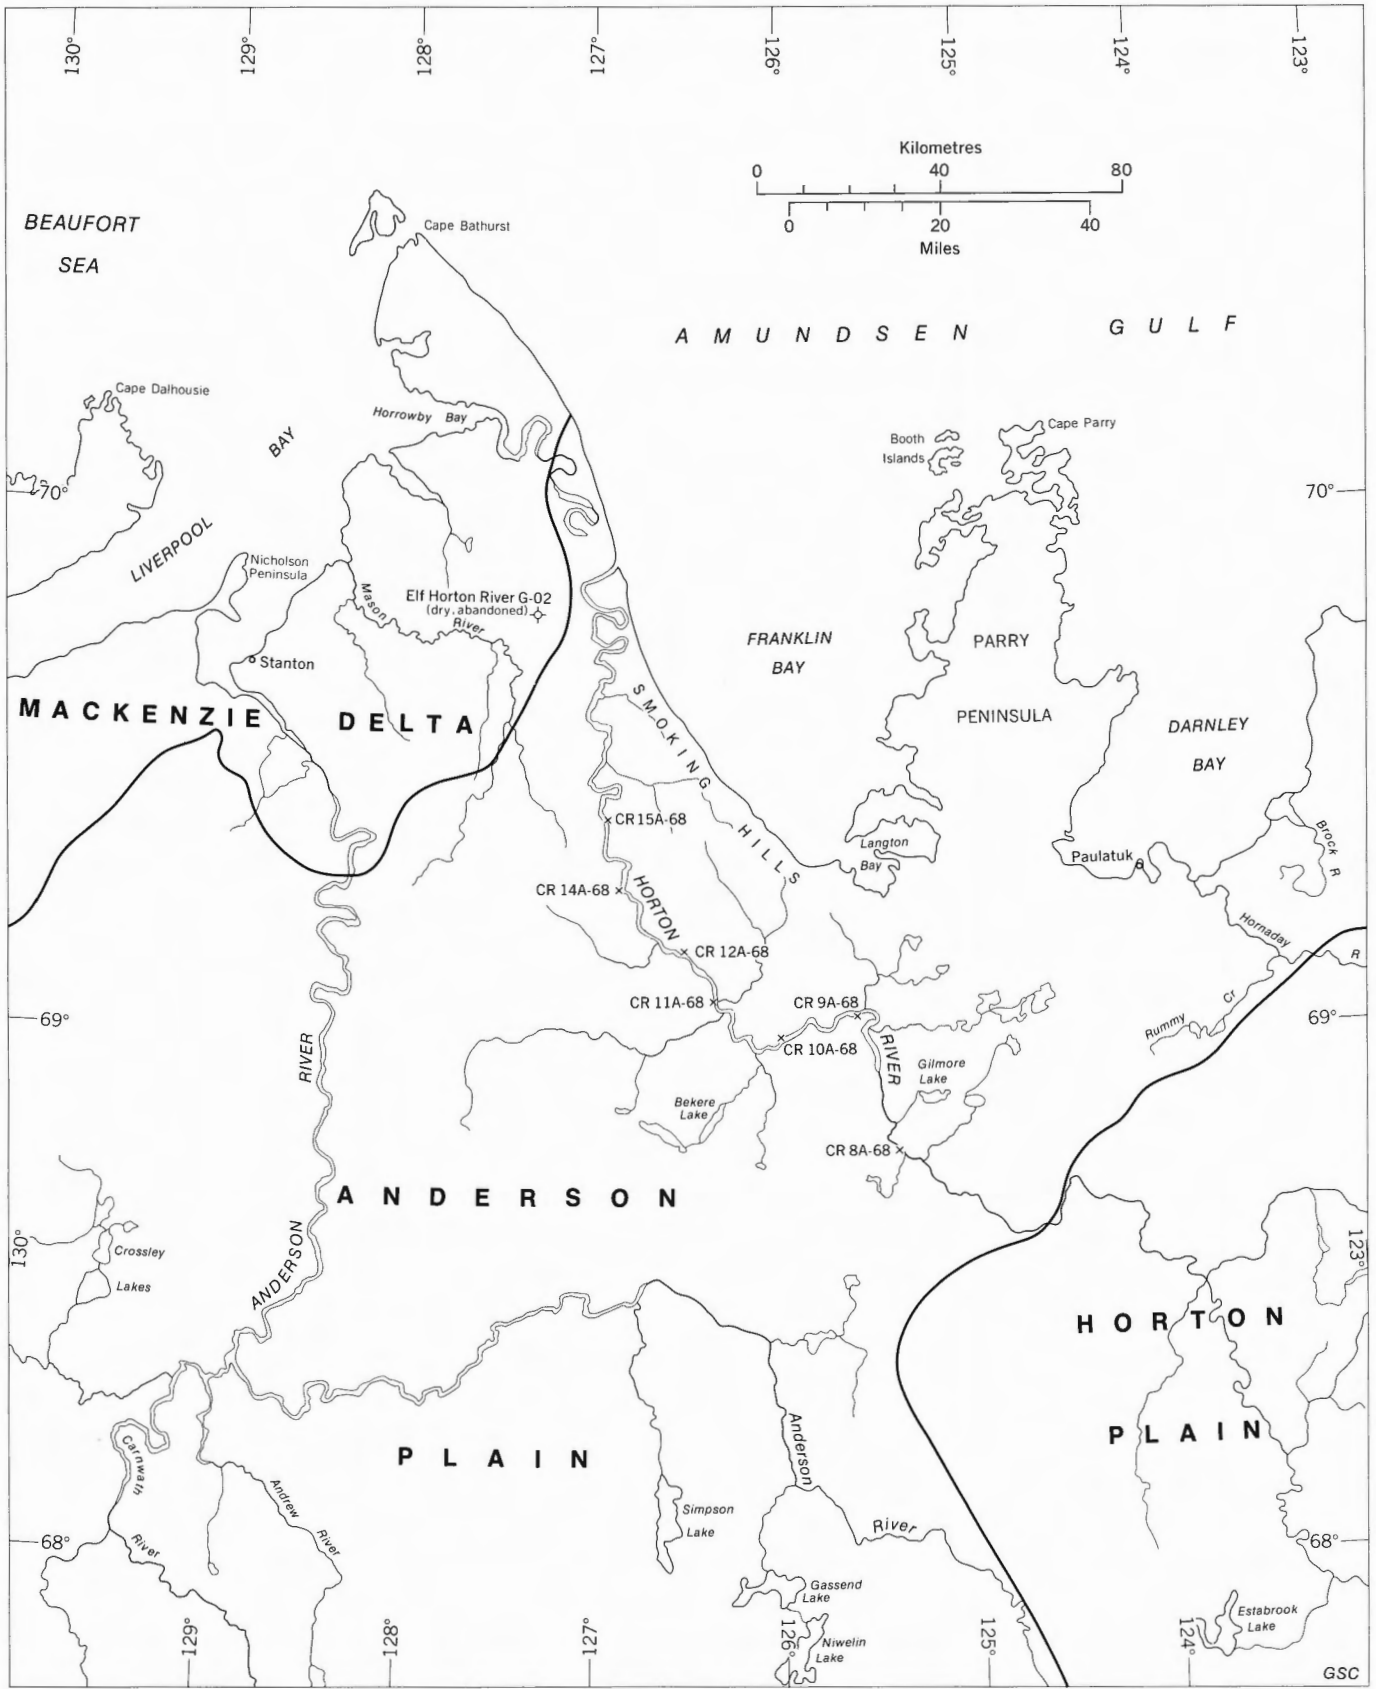 130°
129°
128°
127°
126°
125°
124°
123°
Kilometres
0 40 80
0 20 40
Miles
BEAUFORT
SEA
Cape Bathurst
AMUNDSEN GULF
Cape Dalhousie
Horrowby Bay
BAY
LIVERPOOL
Booth
Islands
Cape Parry
70°
70°
Nicholson
Peninsula
Mason
River
Elf Horton River G-02
(dry, abandoned)
Stanton
FRANKLIN
BAY
PARRY
PENINSULA
DARNLEY
BAY
MACKENZIE DELTA
SMOKING
HILLS
CR 15A-68
CR 14A-68
HORTON
CR 12A-68
CR 11A-68
CR 9A-68
CR 10A-68
RIVER
CR 8A-68
Langton
Bay
Paulatuk
Brock R
Hornaday
R
Rummy Cr
69°
69°
RIVER
Gilmore
Lake
Bekere
Lake
ANDERSON
130°
123°
Crossley
Lakes
ANDERSON
HORTON
PLAIN
PLAIN
Anderson
River
Carnwath
River
Andrew
River
Simpson
Lake
68°
68°
Gassend
Lake
Niwelin
Lake
Estabrook
Lake
129°
128°
127°
126°
125°
124°
GSC